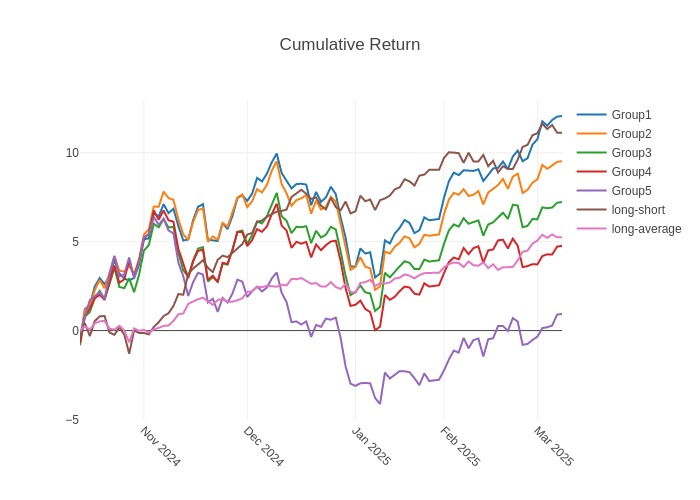 Cumulative Return
10
5
0
−5
Nov 2024
Dec 2024
Jan 2025
Feb 2025
Mar 2025
Group1
Group2
Group3
Group4
Group5
long-short
long-average